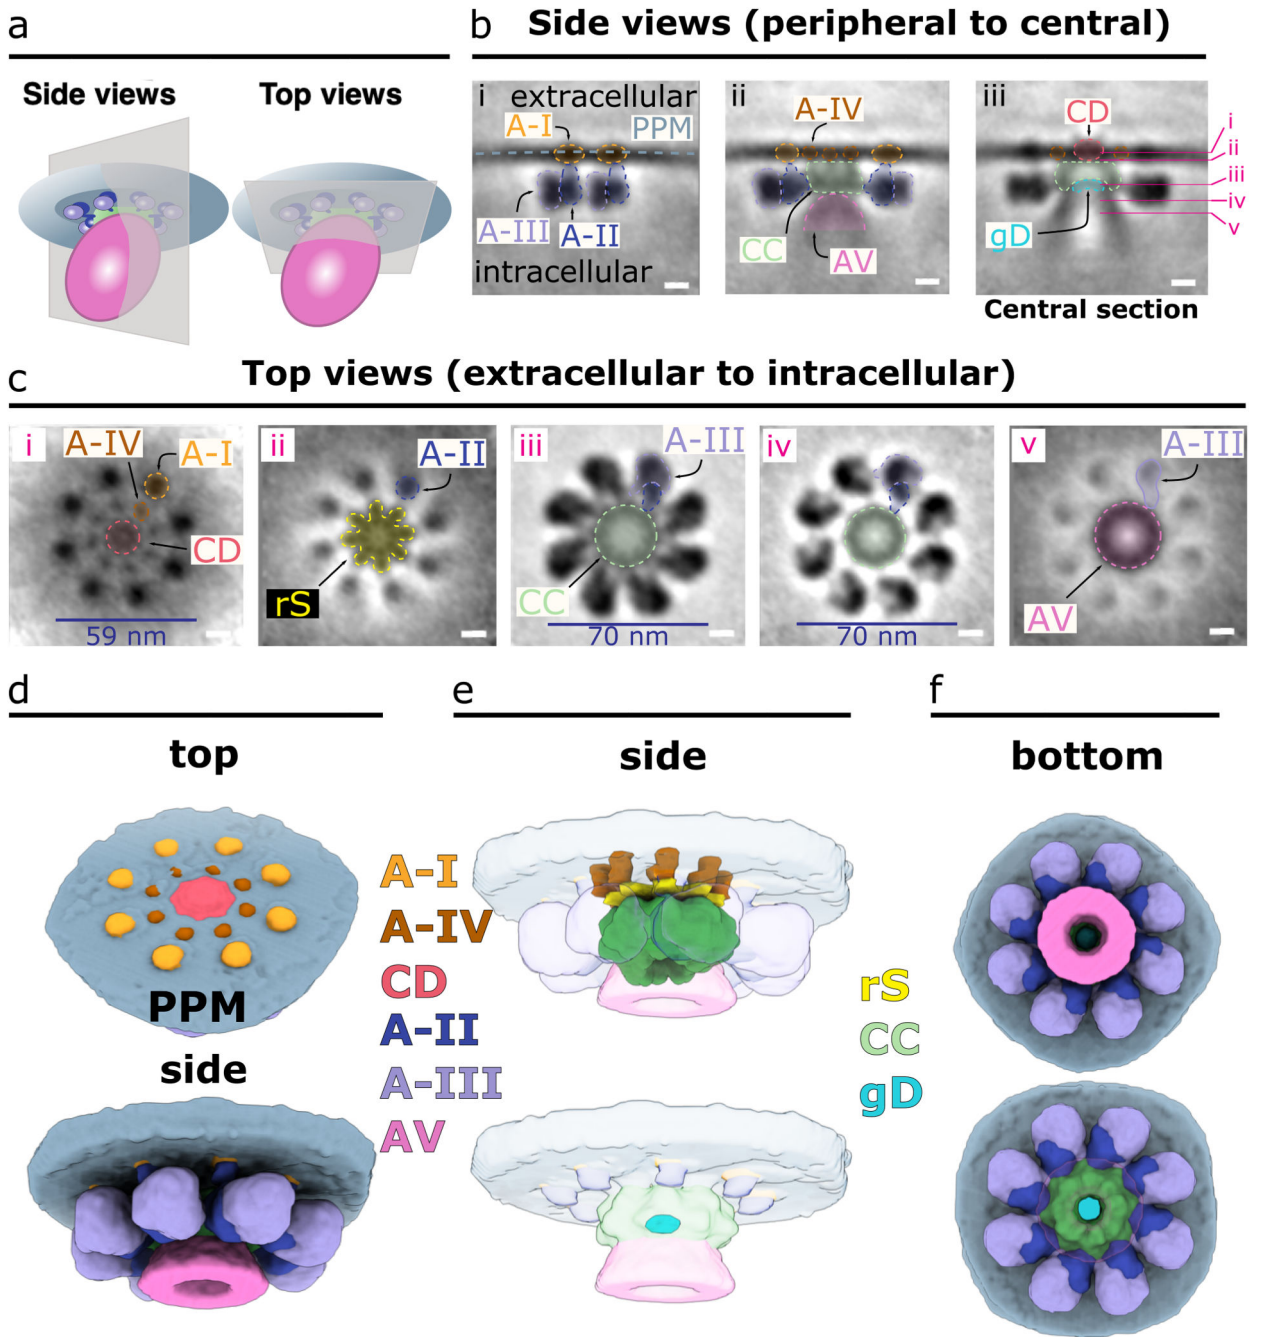 a
Side views
Top views
b
Side views (peripheral to central)
i
extracellular
A-I
PPM
A-III
A-II
intracellular
ii
A-IV
CC
AV
iii
CD
gD
i
ii
iii
iv
v
Central section
c
Top views (extracellular to intracellular)
i
A-IV
A-I
CD
59 nm
ii
A-II
rS
iii
A-III
CC
70 nm
iv
70 nm
v
A-III
AV
d
top
PPM
side
A-I
A-IV
CD
A-II
A-III
AV
e
side
rS
CC
gD
f
bottom